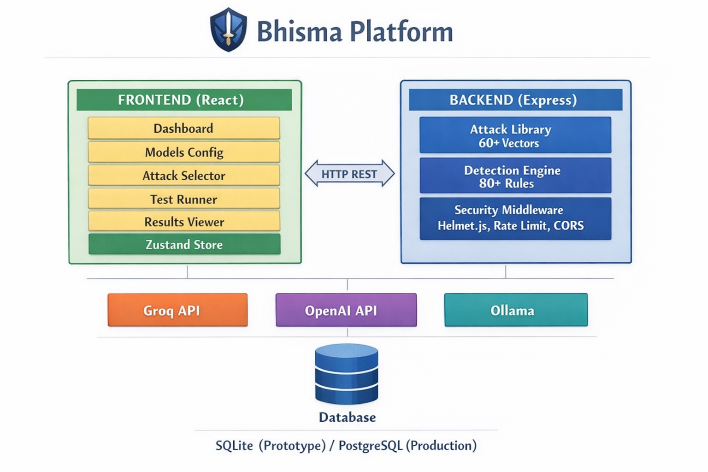 Bhisma Platform
FRONTEND (React)
Dashboard
Models Config
Attack Selector
Test Runner
Results Viewer
Zustand Store
HTTP REST
BACKEND (Express)
Attack Library
60+ Vectors
Detection Engine
80+ Rules
Security Middleware
Helmet.js, Rate Limit, CORS
Groq API
OpenAI API
Ollama
Database
SQLite (Prototype) / PostgreSQL (Production)